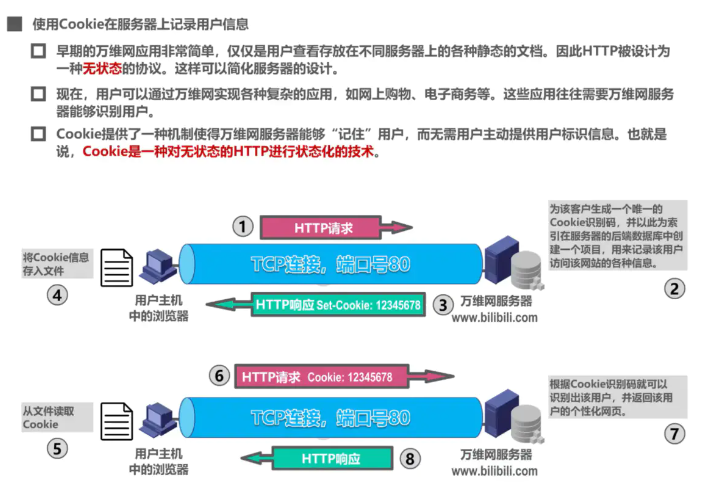 使用Cookie在服务器上记录用户信息
早期的万维网应用非常简单，仅仅是用户查看存放在不同服务器上的各种静态的文档。因此HTTP被设计为
一种无状态的协议。这样可以简化服务器的设计。
现在，用户可以通过万维网实现各种复杂的应用，如网上购物、电子商务等。这些应用往往需要万维网服务
器能够识别用户。
Cookie提供了一种机制使得万维网服务器能够“记住”用户，而无需用户主动提供用户标识信息。也就是
说，Cookie是一种对无状态的HTTP进行状态化的技术。
1
HTTP请求
为该客户生成一个唯一的
Cookie识别码，并以此为索
引在服务器的后端数据库中创
建一个项目，用来记录该用户
访问该网站的各种信息。
2
将Cookie信息
存入文件
4
TCP连接，端口号80
用户主机
中的浏览器
HTTP响应 Set-Cookie: 12345678
3
万维网服务器
www.bilibili.com
6
HTTP请求 Cookie: 12345678
根据Cookie识别码就可以
识别出该用户，并返回该用
户的个性化网页。
7
从文件读取
Cookie
5
TCP连接，端口号80
用户主机
中的浏览器
HTTP响应
8
万维网服务器
www.bilibili.com